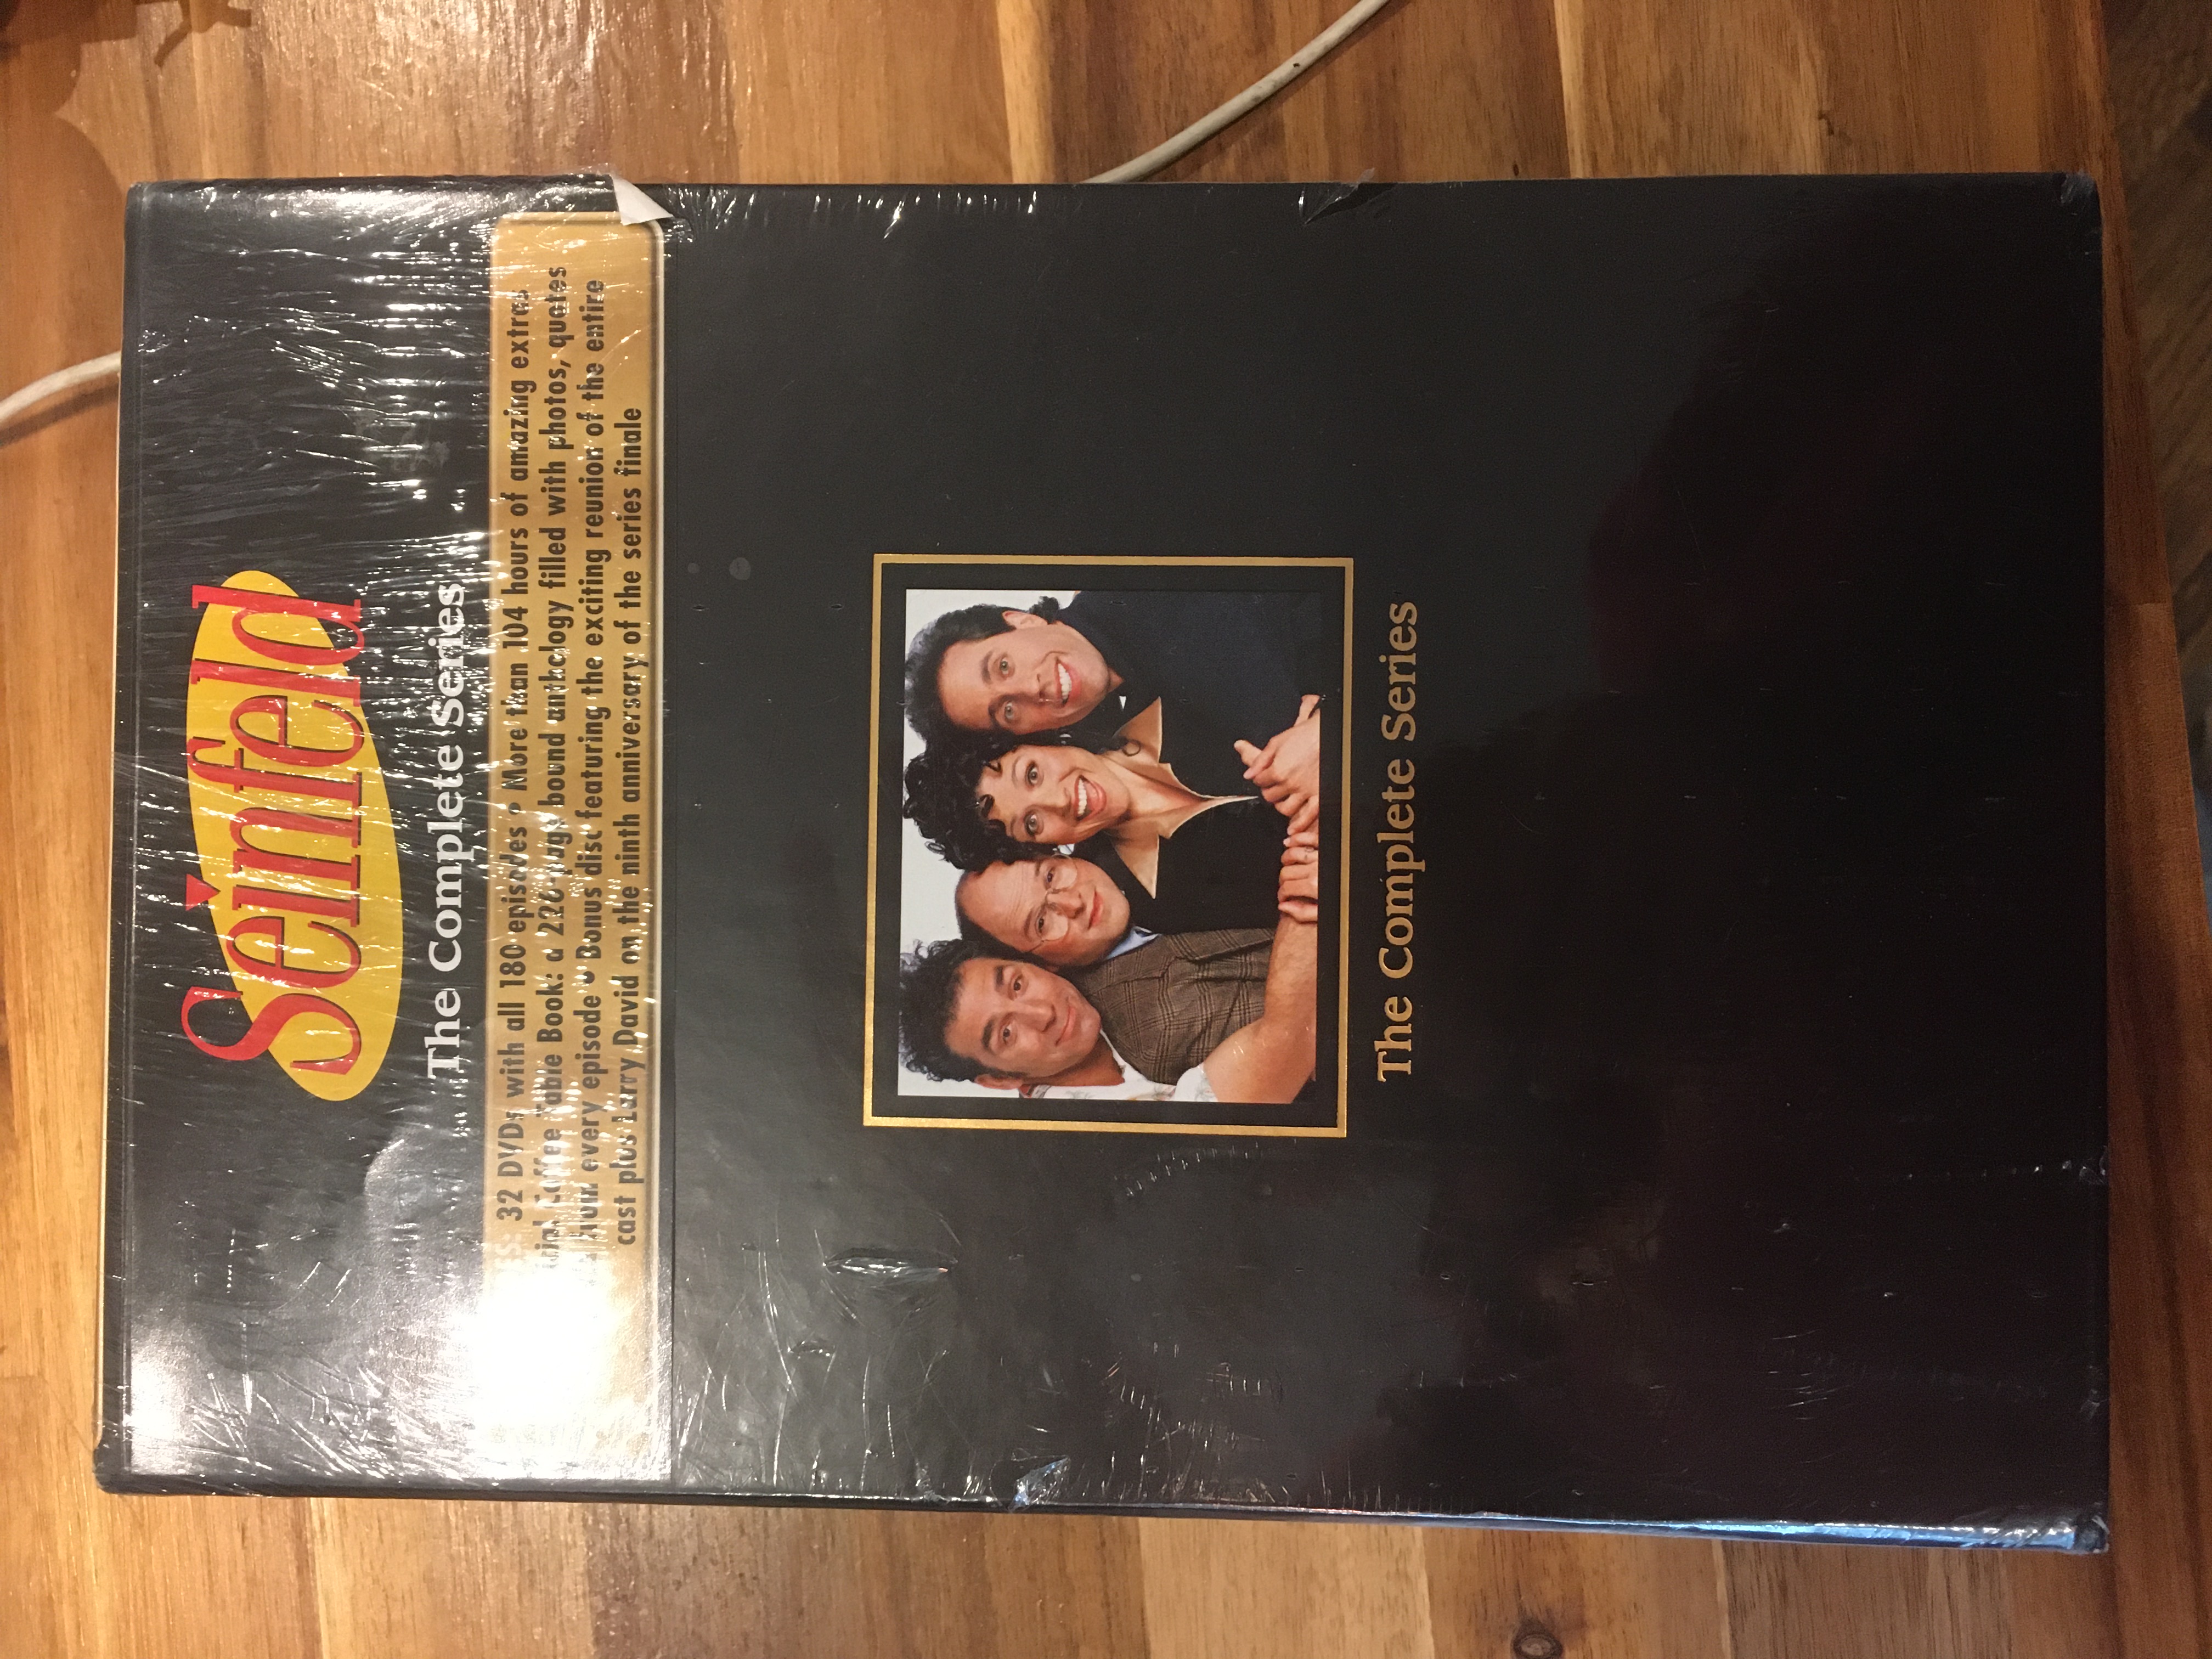 Seinfeld
The Complete Series
32 DVDs with all 180 episodes • More than 104 hours of amazing extras
Coffee Table Book: a 226-page bound anthology filled with photos, quotes
from every episode • Bonus disc featuring the exciting reunion of the entire
cast plus Larry David on the ninth anniversary of the series finale
The Complete Series